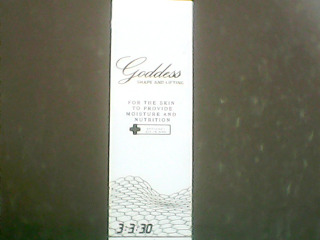 Goddess
SHAPE AND LIFTING
FOR THE SKIN
TO PROVIDE
MOISTURE AND
NUTRITION
3:3:30